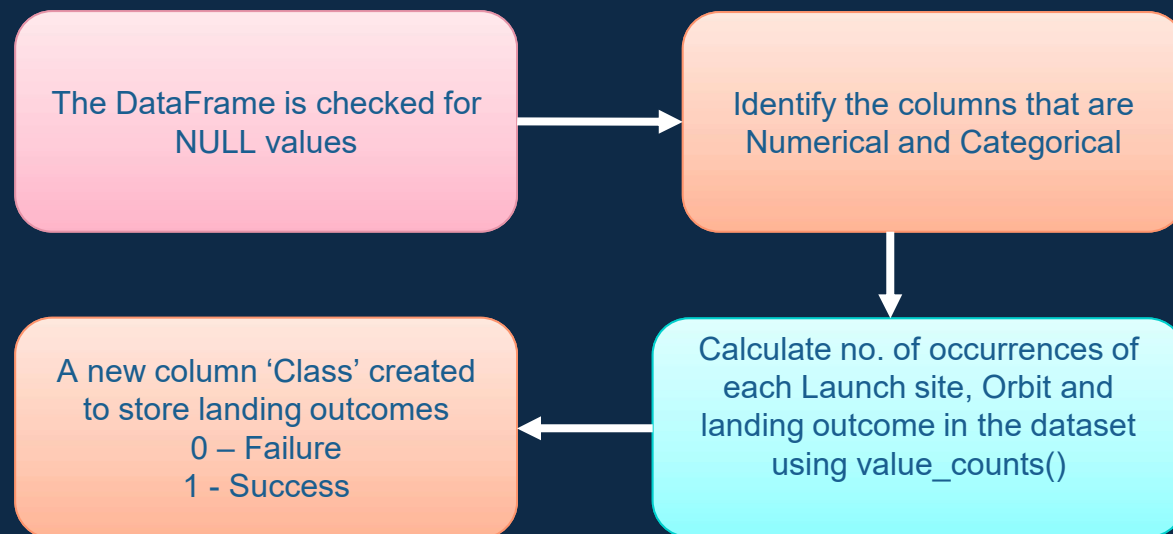 The DataFrame is checked for
NULL values
Identify the columns that are
Numerical and Categorical
Calculate no. of occurrences of
each Launch site, Orbit and
landing outcome in the dataset
using value_counts()
A new column ‘Class’ created
to store landing outcomes
0 – Failure
1 - Success